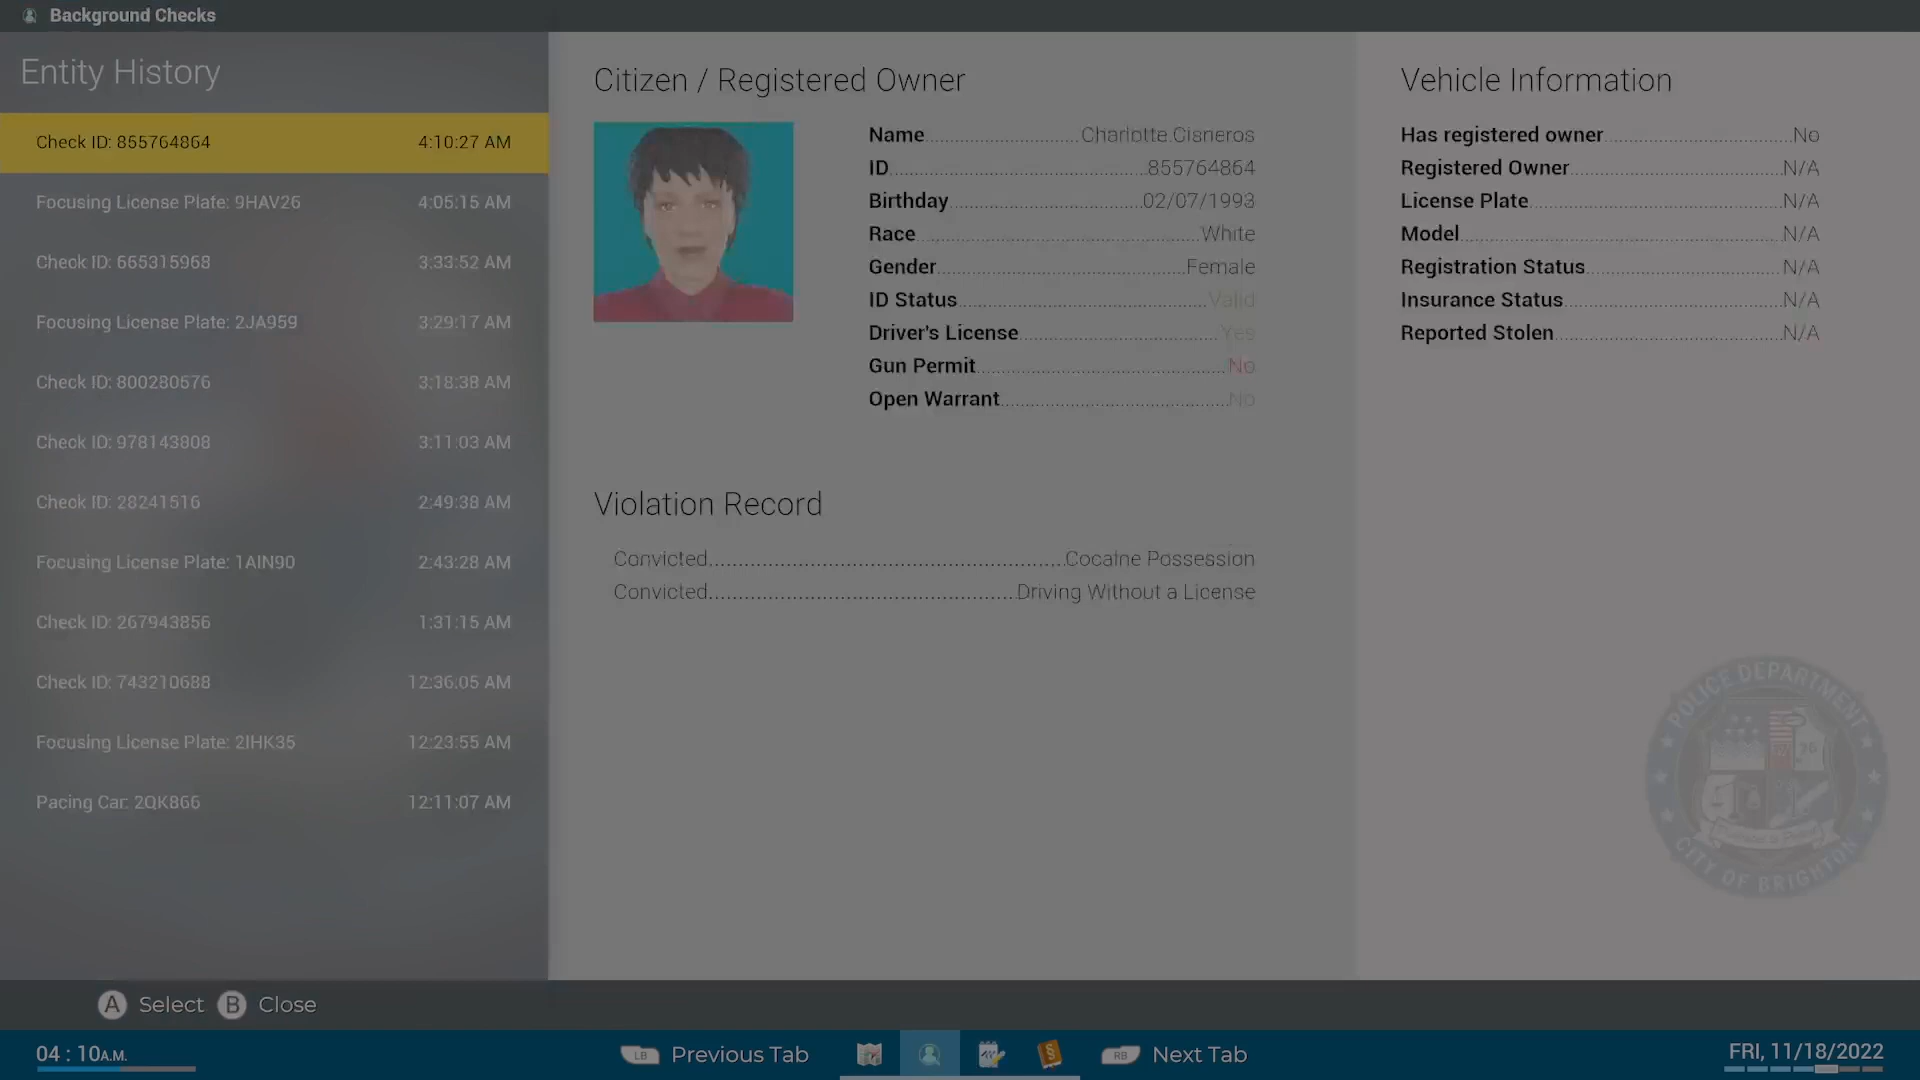 Background Checks
Entity History
Check ID: 855764864 4:10:27 AM
Focusing License Plate: 9HAV26 4:05:15 AM
Check ID: 665315968 3:33:52 AM
Focusing License Plate: 2JA959 3:29:17 AM
Check ID: 800280676 3:18:38 AM
Check ID: 978143808 3:11:03 AM
Check ID: 28241516 2:49:38 AM
Focusing License Plate: 1AIN90 2:43:28 AM
Check ID: 267943856 1:31:15 AM
Check ID: 743210688 12:36:05 AM
Focusing License Plate: 2IHK35 12:23:55 AM
Pacing Car: 2QK866 12:11:07 AM
Citizen / Registered Owner
Name Charlotte Cisneros
ID 855764864
Birthday 02/07/1993
Race White
Gender Female
ID Status Valid
Driver's License Yes
Gun Permit No
Open Warrant No
Violation Record
Convicted Cocaine Possession
Convicted Driving Without a License
Vehicle Information
Has registered owner No
Registered Owner N/A
License Plate N/A
Model N/A
Registration Status N/A
Insurance Status N/A
Reported Stolen N/A
POLICE DEPARTMENT
CITY OF BRIGHTON
A Select B Close
04 : 10 A.M.
LB Previous Tab
§
RB Next Tab
FRI, 11/18/2022